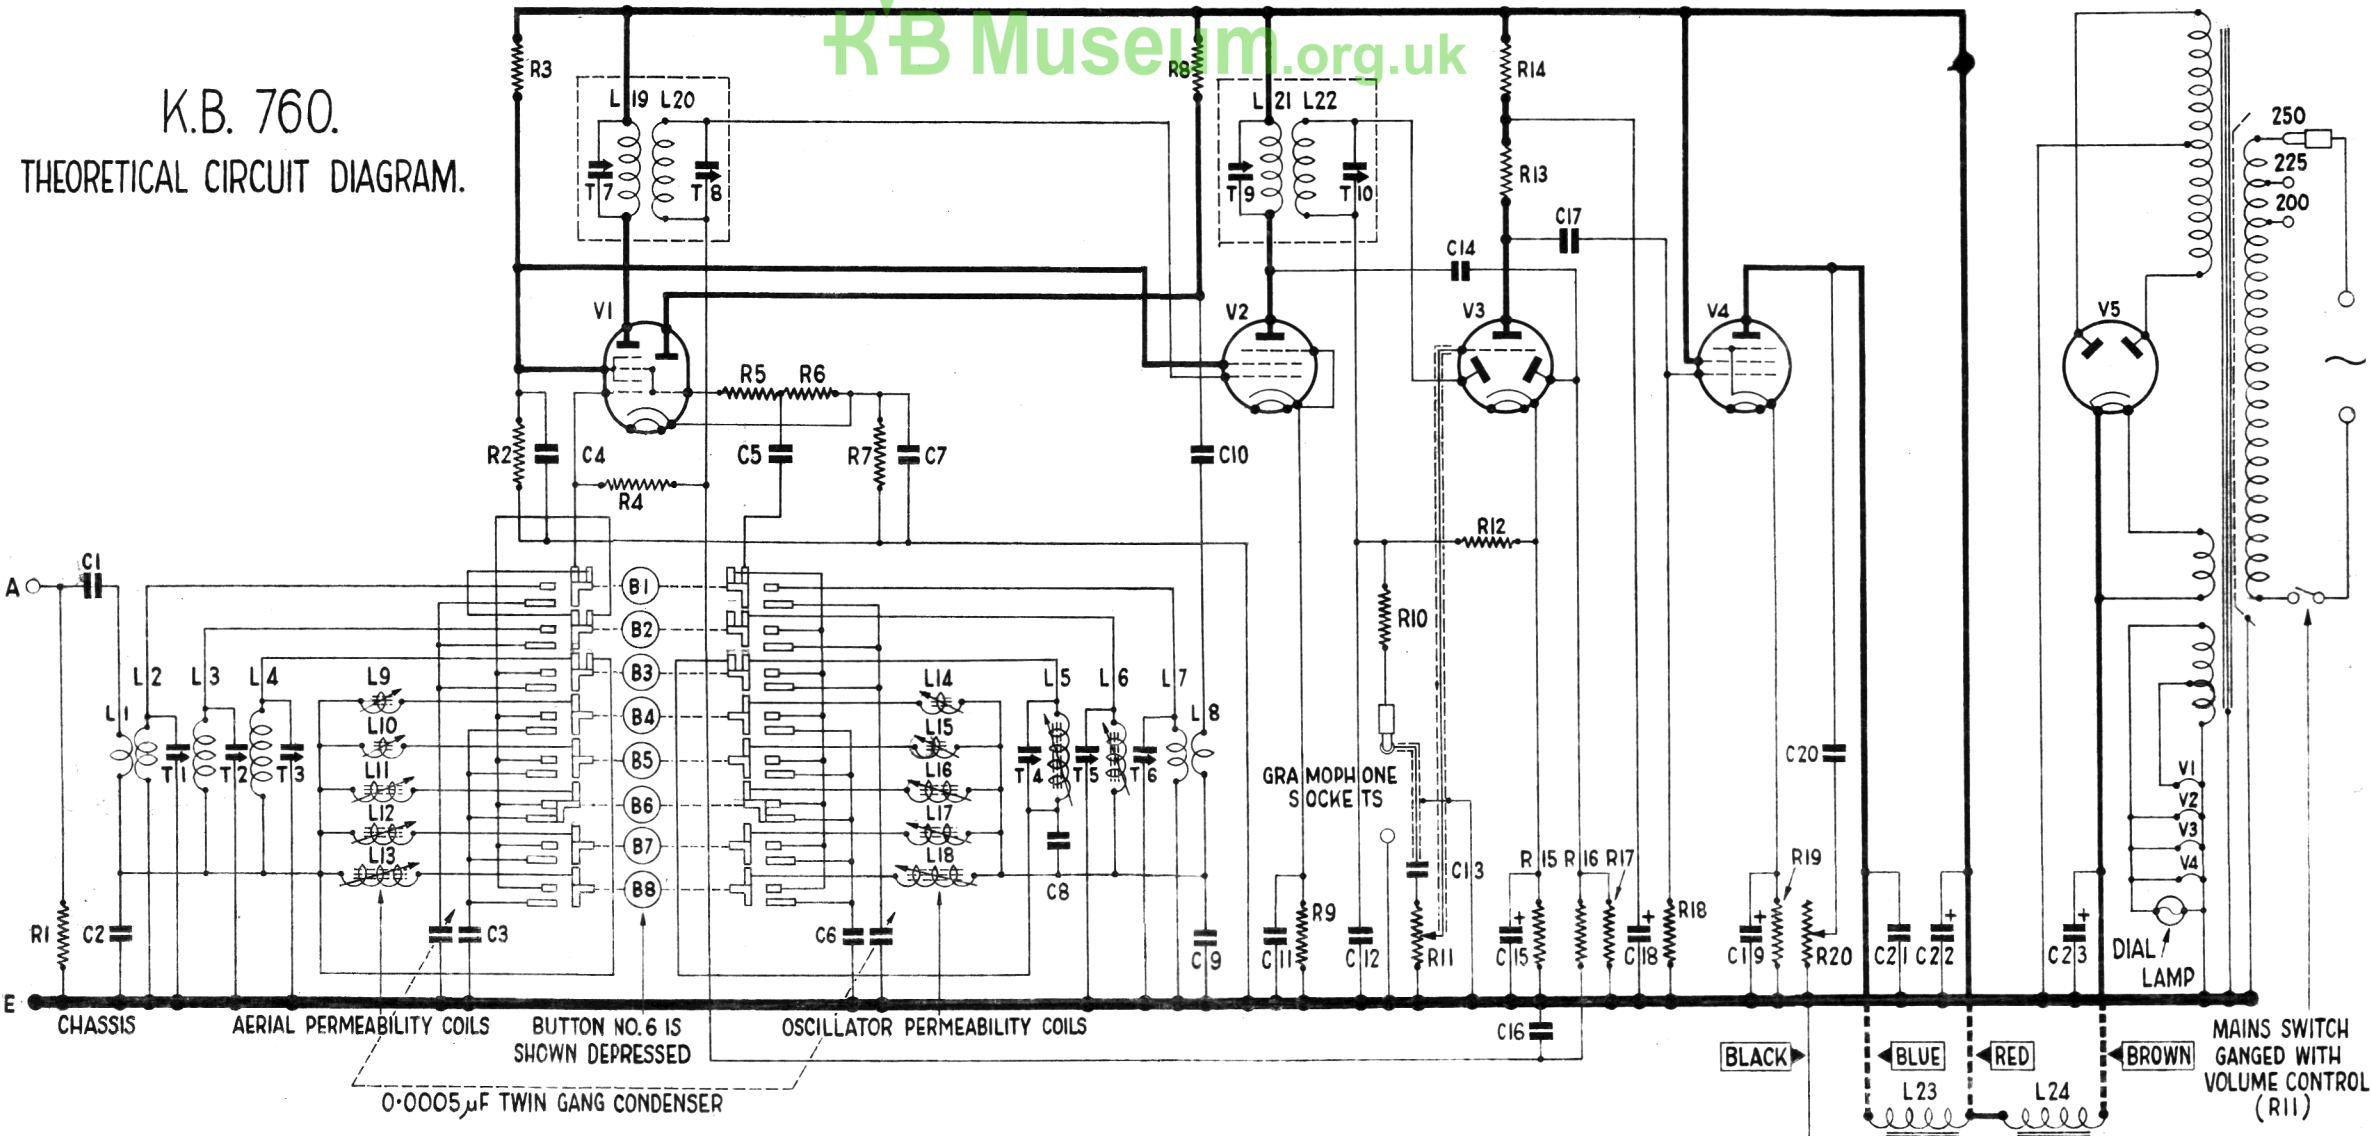 KB Museum.org.uk
K.B. 760.
THEORETICAL CIRCUIT DIAGRAM.
R3
L19 L20
T7
T8
R8
L21 L22
T9
T10
R14
R13
C17
C14
250
225
200
V1
V2
V3
V4
V5
R5 R6
R2
C4
C5
R7
C7
C10
R4
R12
R10
A
C1
B1
B2
B3
B4
B5
B6
B7
B8
L1
L2
L3
L4
T1
T2
T3
L9
L10
L11
L12
L13
L14
L15
L16
L17
L18
L5
L6
L7
L8
T4
T5
T6
C8
GRAMOPHONE
SOCKETS
C20
V1
V2
V3
V4
R1
C2
C3
C6
C9
C11
R9
C12
C13
R11
R15
R16
R17
C15
C18
R18
R19
C19
R20
C21
C22
C23
DIAL
LAMP
E
CHASSIS
AERIAL PERMEABILITY COILS
BUTTON NO.6 IS
SHOWN DEPRESSED
OSCILLATOR PERMEABILITY COILS
C16
BLACK
BLUE
RED
BROWN
L23
L24
MAINS SWITCH
GANGED WITH
VOLUME CONTROL
(R11)
0·0005µF TWIN GANG CONDENSER